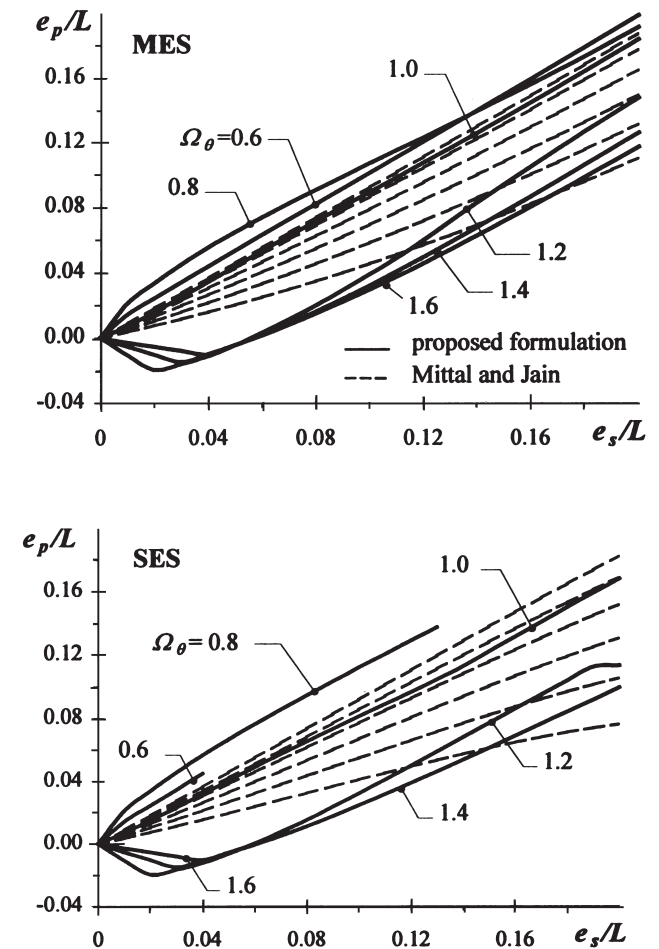 e_p/L
MES
0.16
1.0
0.12
Ω_θ=0.6
0.8
0.08
0.04
1.2
1.4
1.6
0.00
proposed formulation
Mittal and Jain
-0.04
0 0.04 0.08 0.12 0.16 e_s/L
e_p/L
SES
1.0
0.16
Ω_θ= 0.8
0.12
0.08
0.6
1.2
0.04
1.4
0.00
1.6
-0.04
0 0.04 0.08 0.12 0.16 e_s/L